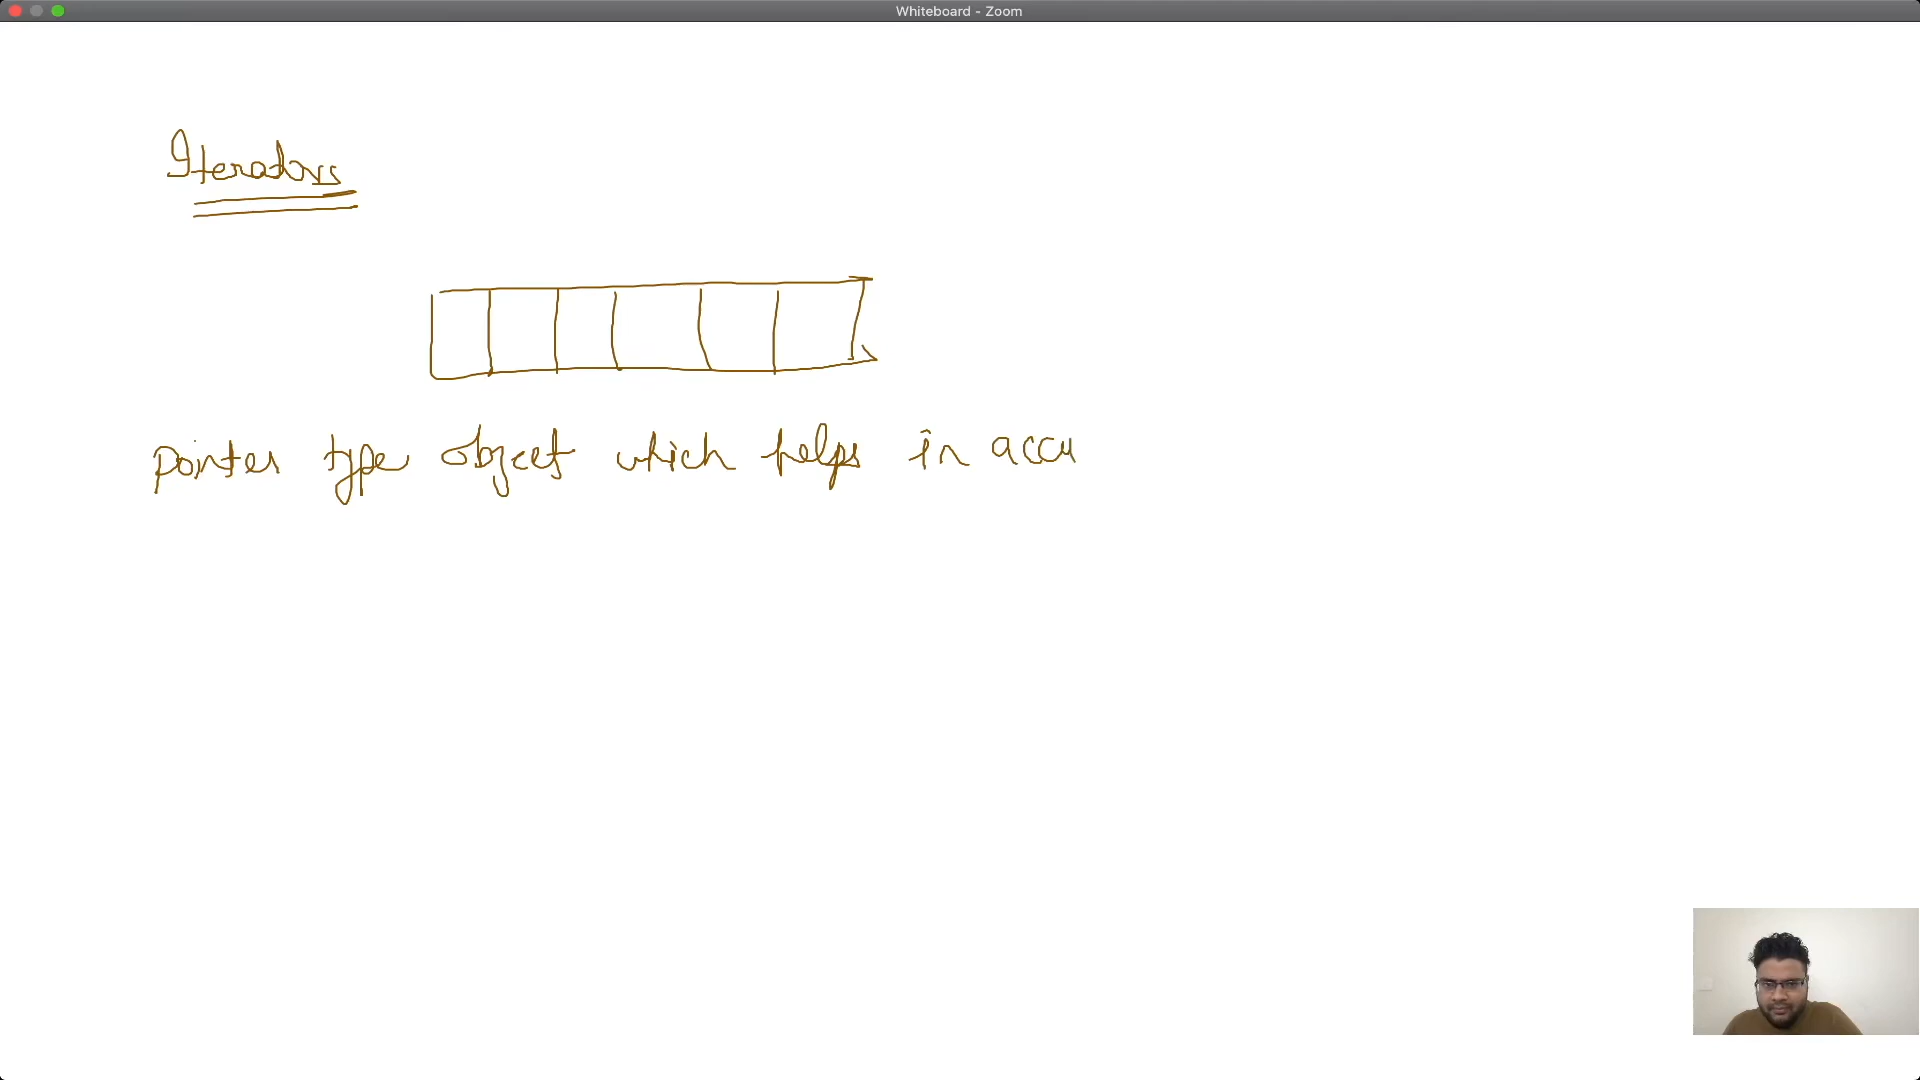 Whiteboard - Zoom
Iterators
pointer type object which helps in accu